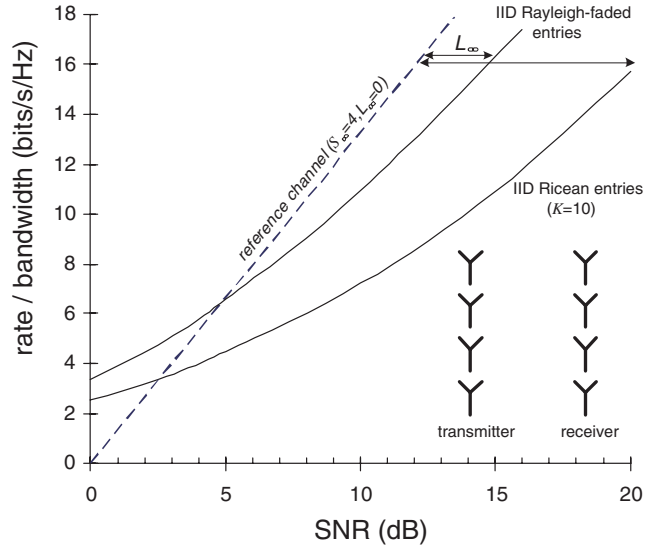 18
16
14
12
10
8
6
4
2
0
rate / bandwidth (bits/s/Hz)
IID Rayleigh-faded
entries
L∞
reference channel (S∞=4, L∞=0)
IID Ricean entries
(K=10)
transmitter
receiver
0
5
10
15
20
SNR (dB)